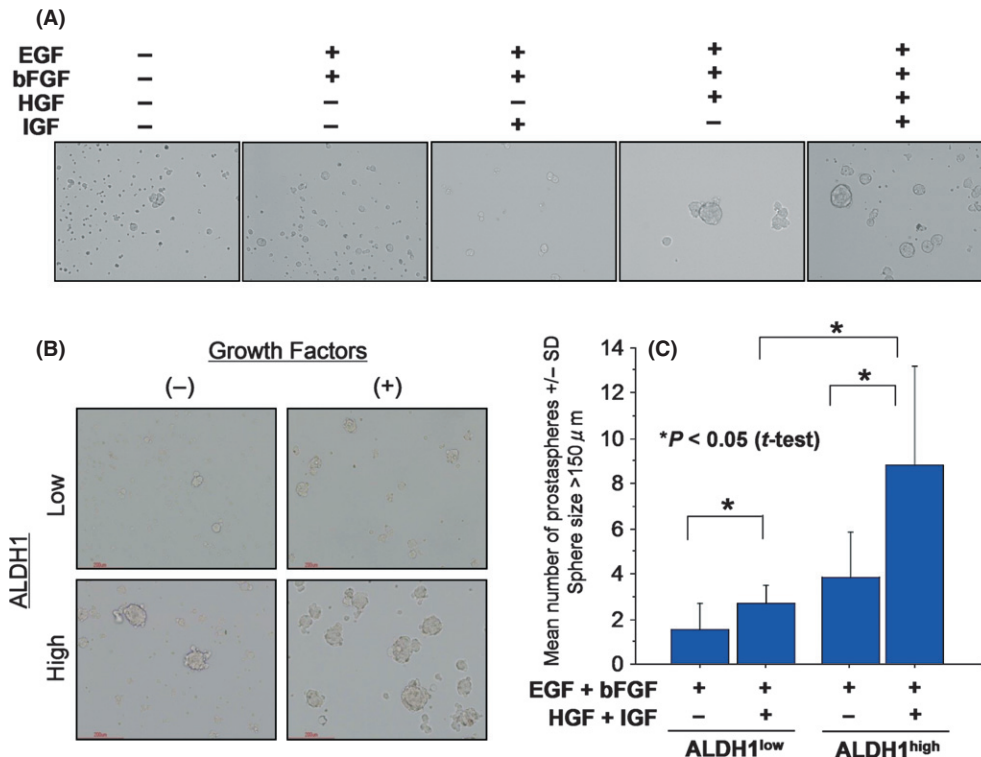 (A)
EGF − + + + +
bFGF − + + + +
HGF − − − + +
IGF − − + − +
(B)
Growth Factors
(−) (+)
ALDH1
Low
High
(C)
Mean number of prostaspheres +/− SD
Sphere size >150 μm
14
12
10
8
6
4
2
0
*
*
*P < 0.05 (t-test)
*
EGF + bFGF + + + +
HGF + IGF − + − +
ALDH1low ALDH1high